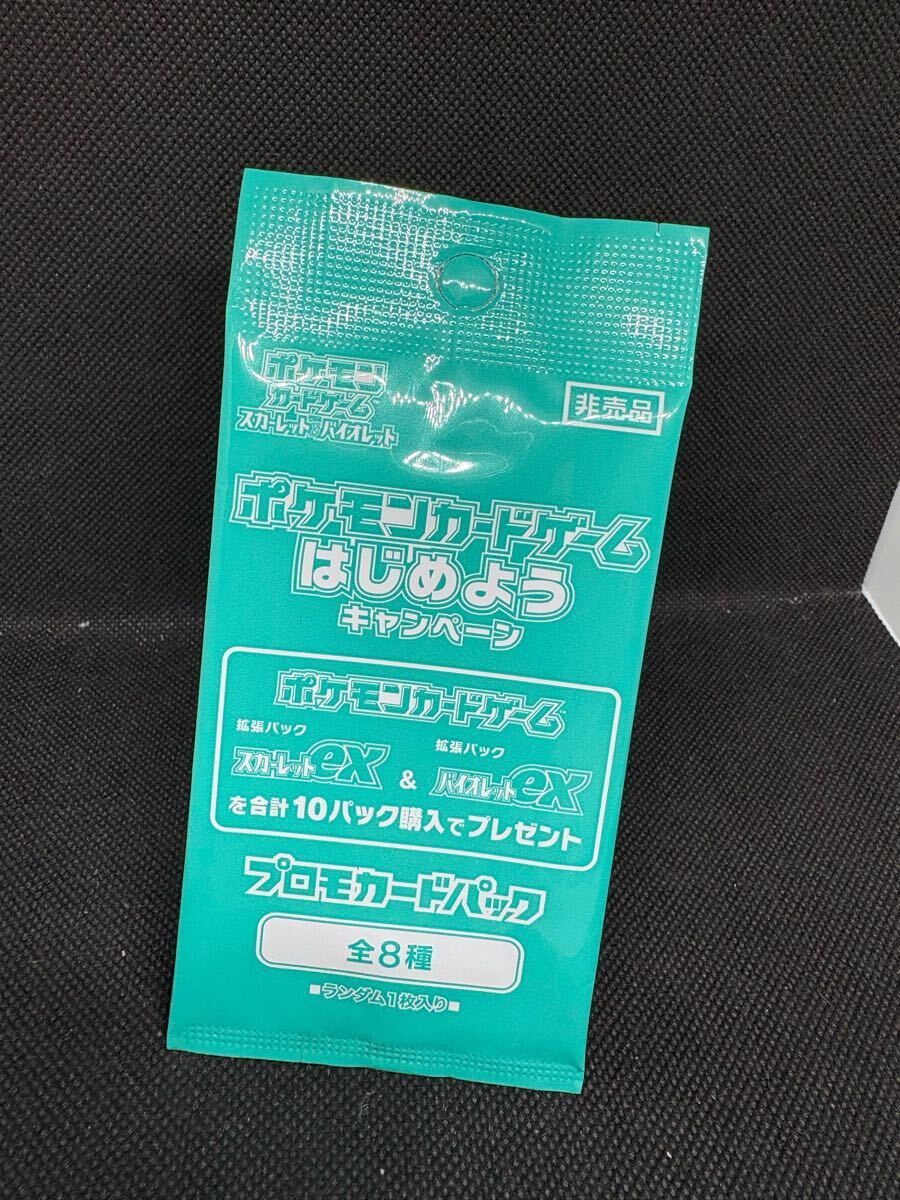 ポケモン
カードゲーム
スカーレット&バイオレット
非売品
ポケモンカードゲーム
はじめよう
キャンペーン
ポケモンカードゲーム™
拡張パック
スカーレットex
&
拡張パック
バイオレットex
を合計10パック購入でプレゼント
プロモカードパック
全8種
■ランダム1枚入り■